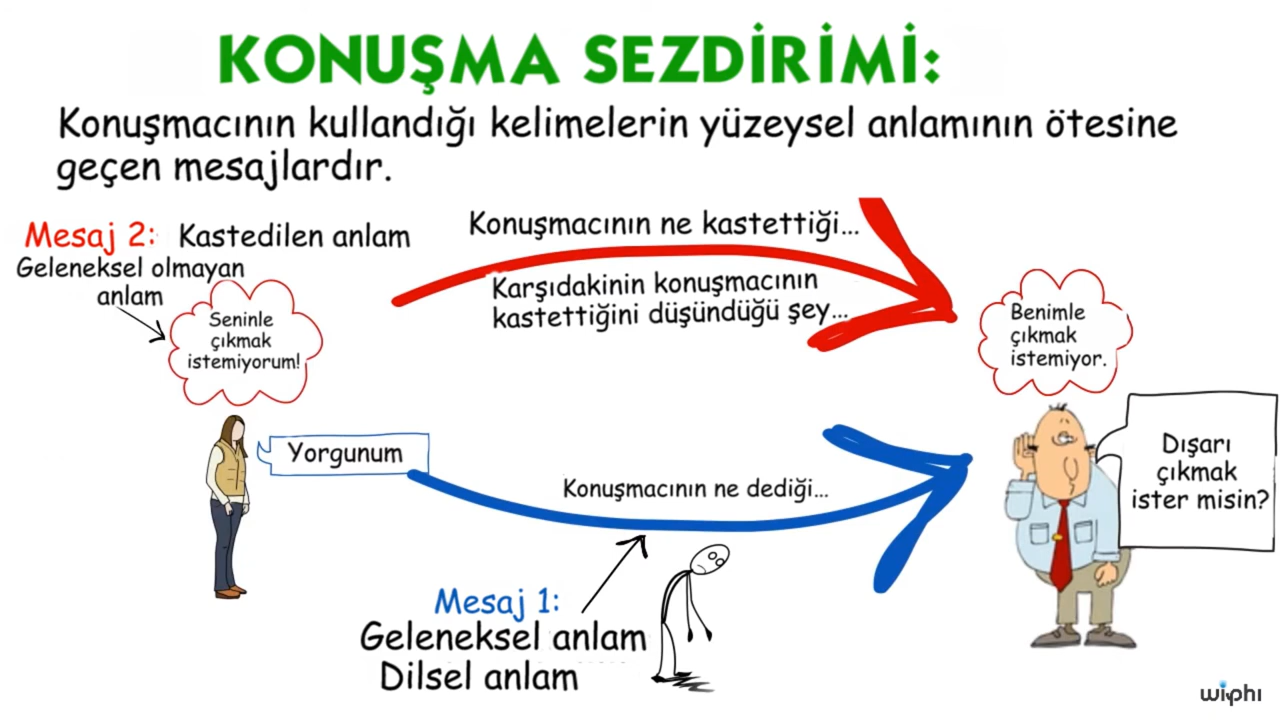 KONUŞMA SEZDİRİMİ:
Konuşmacının kullandığı kelimelerin yüzeysel anlamının ötesine
geçen mesajlardır.
Mesaj 2: Kastedilen anlam
Geleneksel olmayan
anlam
Seninle
çıkmak
istemiyorum!
Konuşmacının ne kastettiği...
Karşıdakinin konuşmacının
kastettiğini düşündüğü şey...
Benimle
çıkmak
istemiyor.
Yorgunum
Konuşmacının ne dediği...
Dışarı
çıkmak
ister misin?
Mesaj 1:
Geleneksel anlam
Dilsel anlam
wiphi